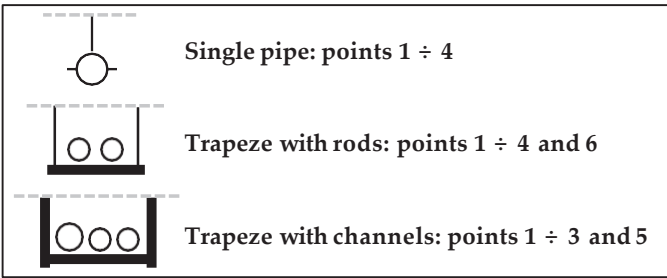 Single pipe: points 1 ÷ 4
Trapeze with rods: points 1 ÷ 4 and 6
Trapeze with channels: points 1 ÷ 3 and 5